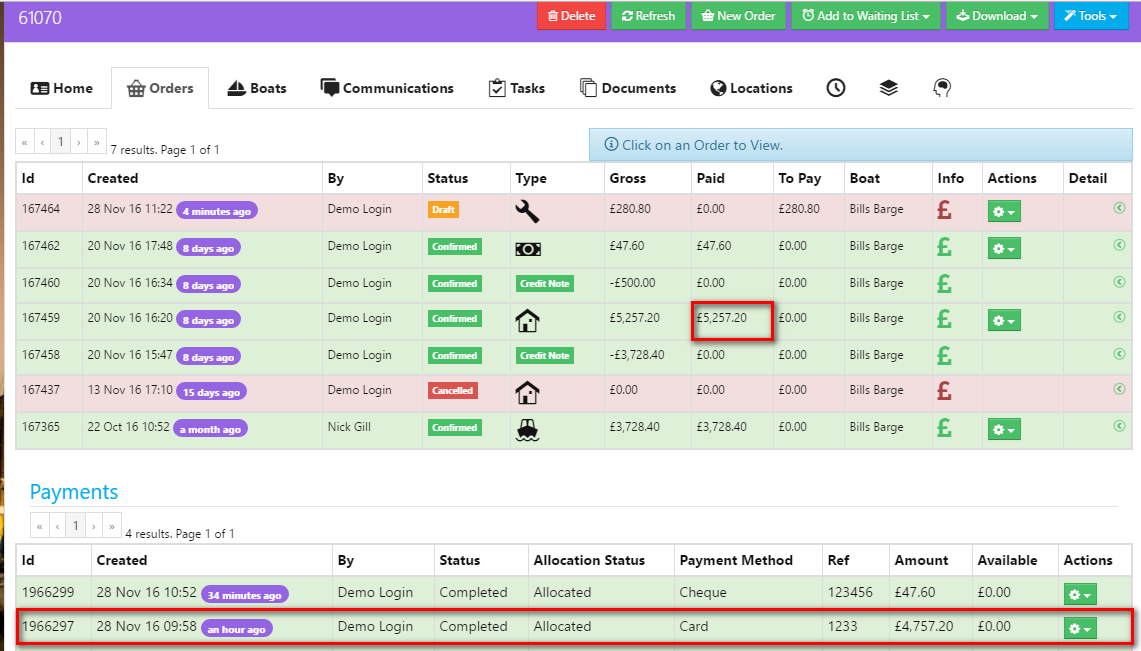 61070
Delete Refresh New Order Add to Waiting List Download Tools
Home Orders Boats Communications Tasks Documents Locations
« ‹ 1 › » 7 results. Page 1 of 1
Click on an Order to View.
Id Created By Status Type Gross Paid To Pay Boat Info Actions Detail
167464 28 Nov 16 11:22 4 minutes ago Demo Login Draft £280.80 £0.00 £280.80 Bills Barge £
167462 20 Nov 16 17:48 8 days ago Demo Login Confirmed £47.60 £47.60 £0.00 Bills Barge £
167460 20 Nov 16 16:34 8 days ago Demo Login Confirmed Credit Note -£500.00 £0.00 £0.00 Bills Barge £
167459 20 Nov 16 16:20 8 days ago Demo Login Confirmed £5,257.20 £5,257.20 £0.00 Bills Barge £
167458 20 Nov 16 15:47 8 days ago Demo Login Confirmed Credit Note -£3,728.40 £0.00 £0.00 Bills Barge £
167437 13 Nov 16 17:10 15 days ago Demo Login Cancelled £0.00 £0.00 £0.00 Bills Barge £
167365 22 Oct 16 10:52 a month ago Nick Gill Confirmed £3,728.40 £3,728.40 £0.00 Bills Barge £
Payments
« ‹ 1 › » 4 results. Page 1 of 1
Id Created By Status Allocation Status Payment Method Ref Amount Available Actions
1966299 28 Nov 16 10:52 34 minutes ago Demo Login Completed Allocated Cheque 123456 £47.60 £0.00
1966297 28 Nov 16 09:58 an hour ago Demo Login Completed Allocated Card 1233 £4,757.20 £0.00